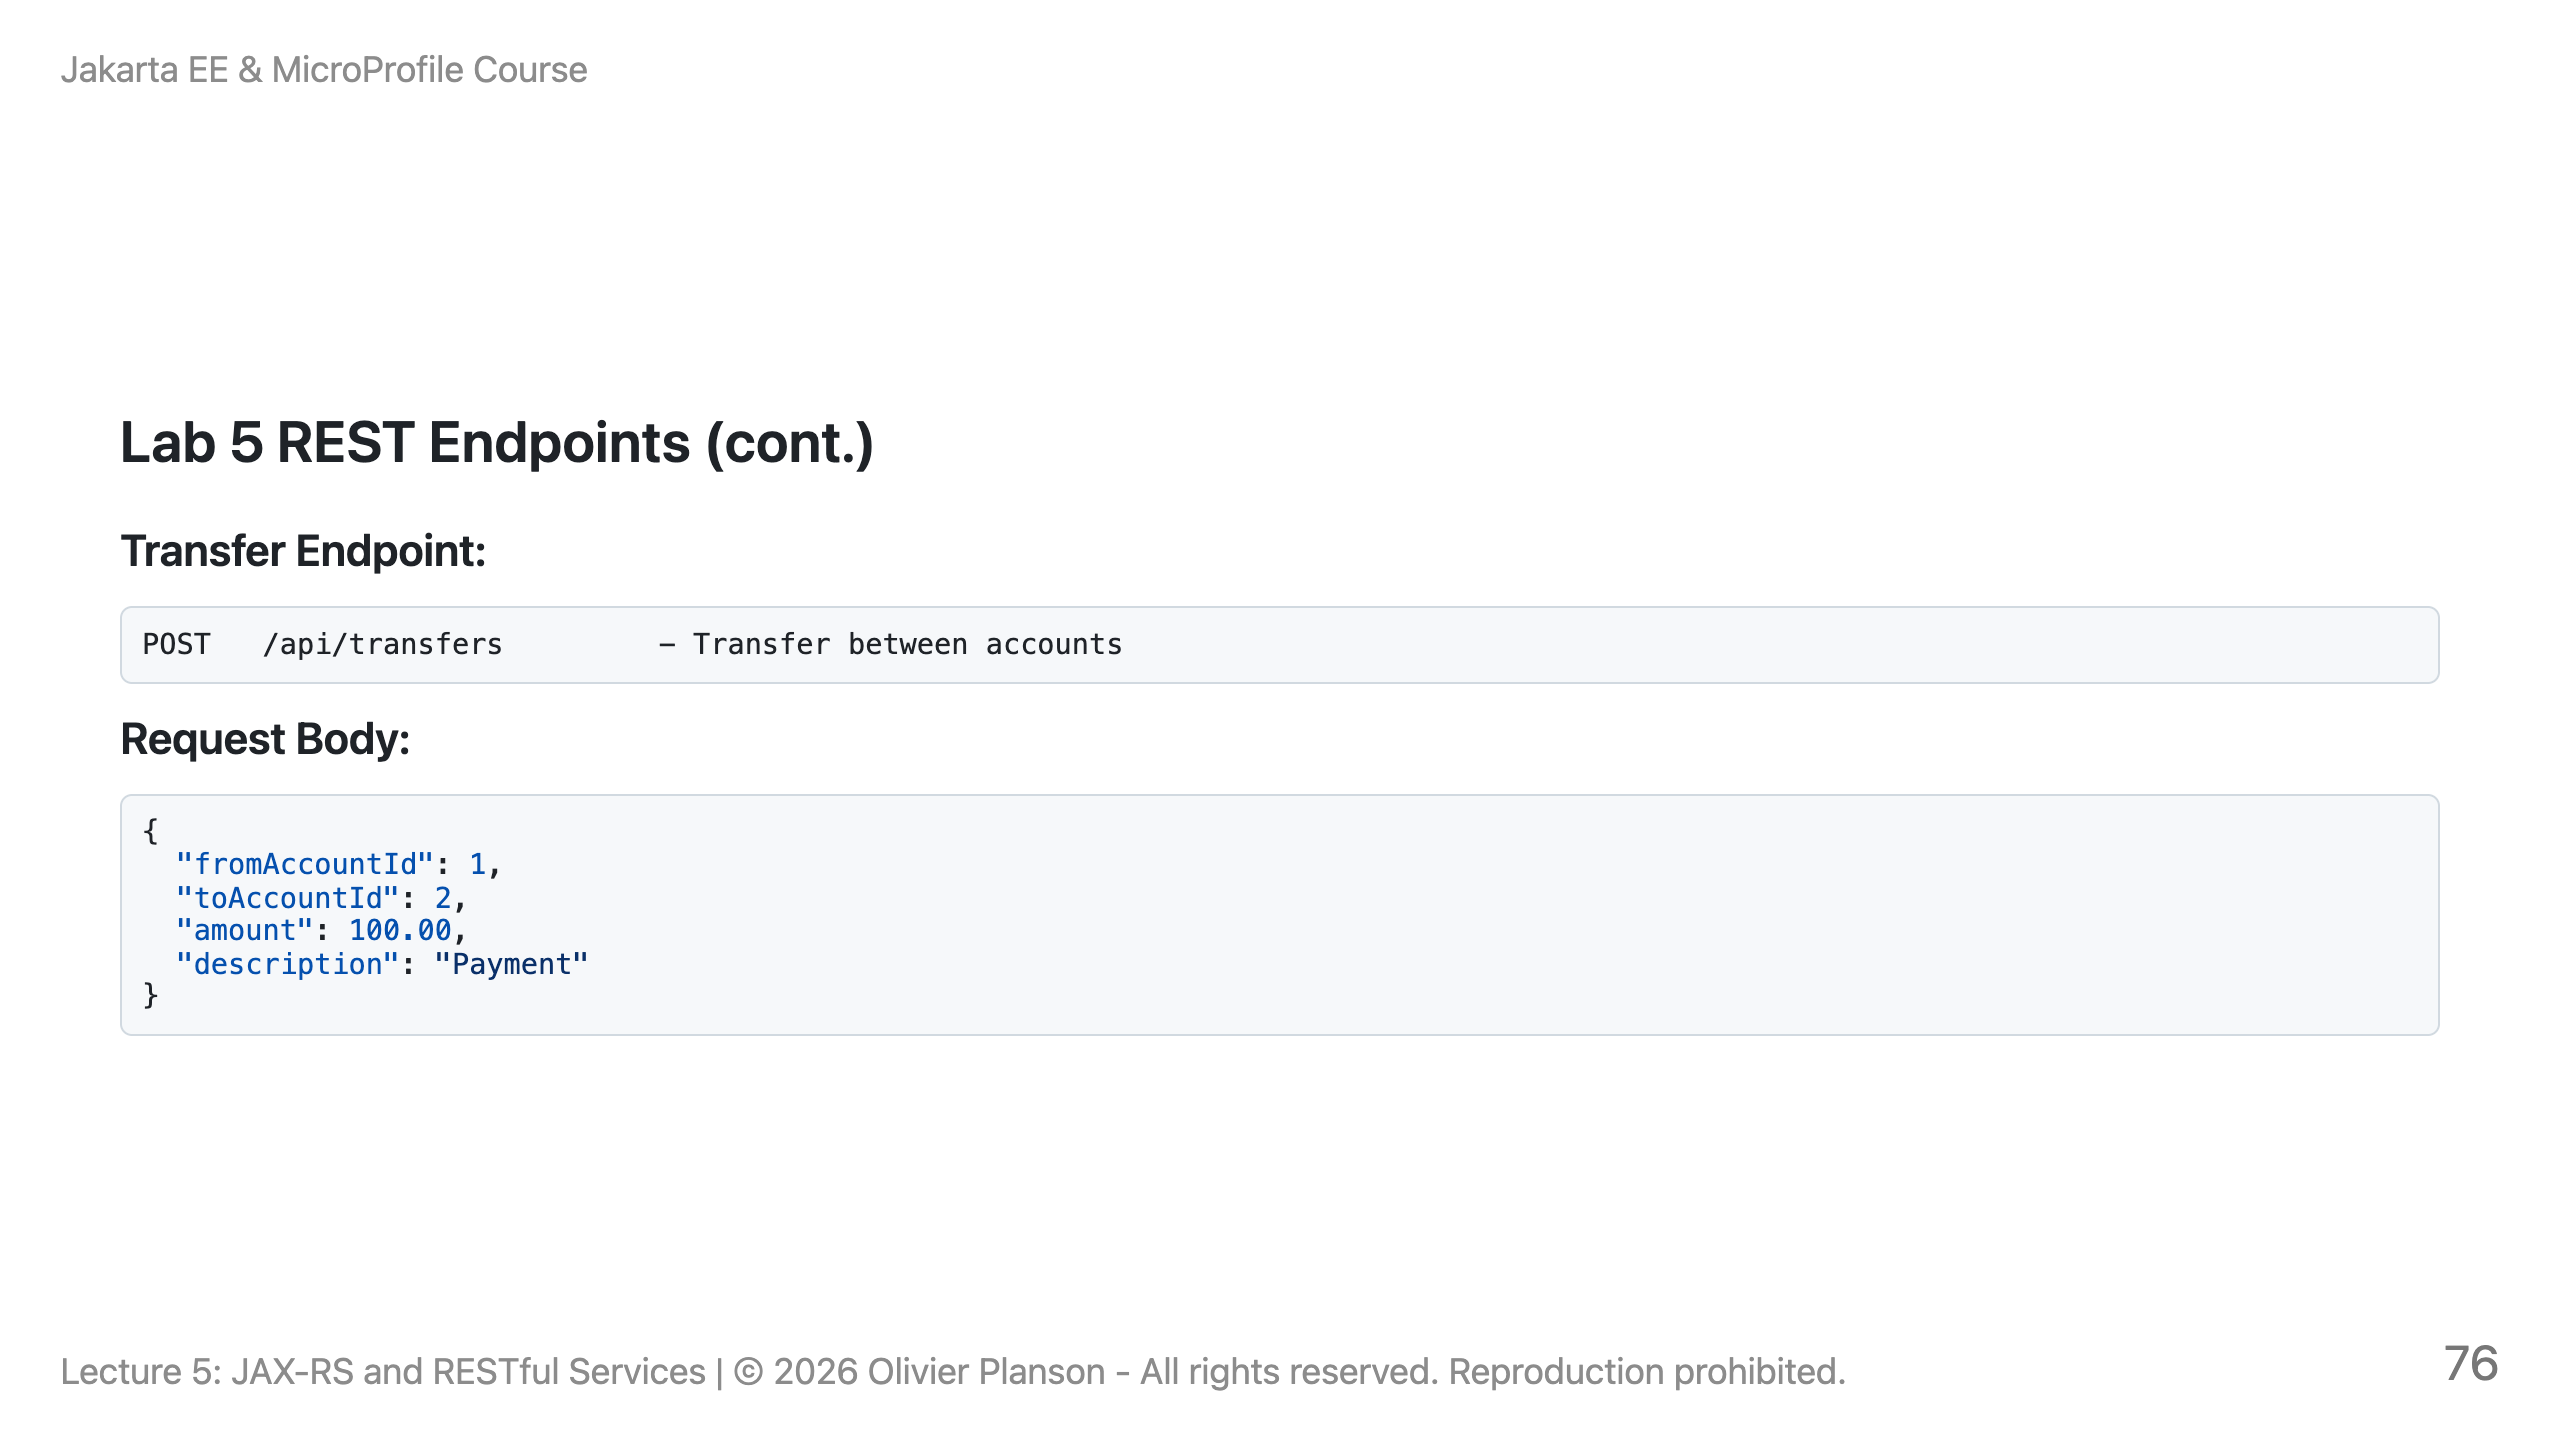 Jakarta EE & MicroProfile Course
Lab 5 REST Endpoints (cont.)
Transfer Endpoint:
POST   /api/transfers         - Transfer between accounts
Request Body:
{
  "fromAccountId": 1,
  "toAccountId": 2,
  "amount": 100.00,
  "description": "Payment"
}
Lecture 5: JAX-RS and RESTful Services | © 2026 Olivier Planson - All rights reserved. Reproduction prohibited.
76